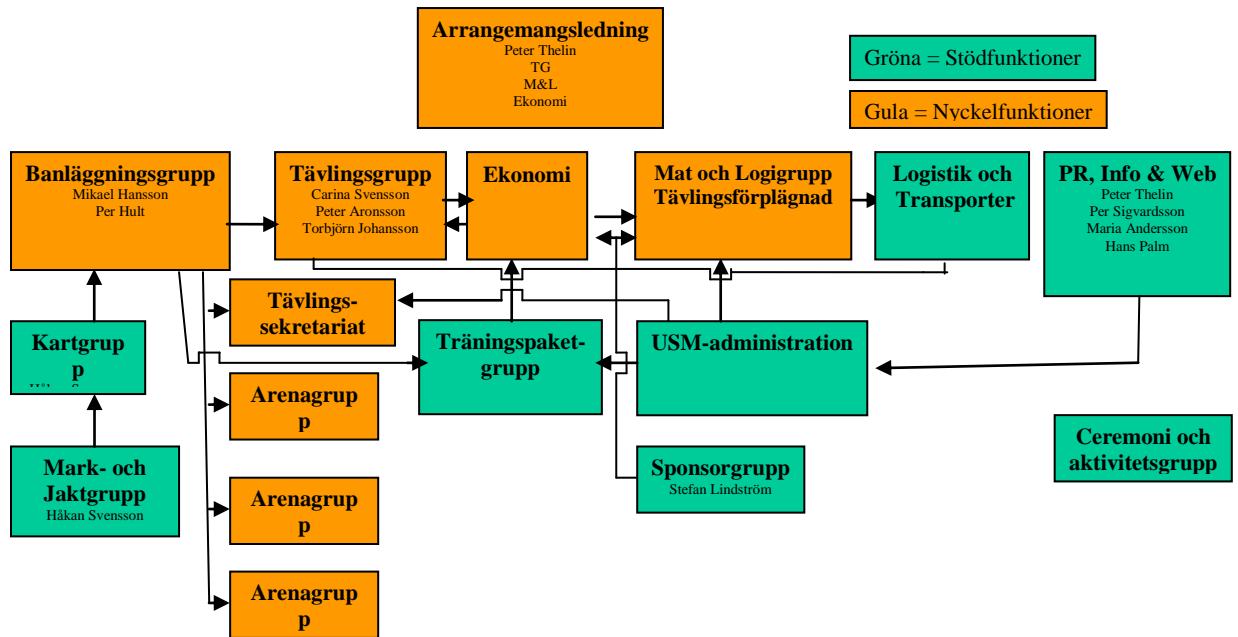 Arrangemangsledning
Peter Thelin
TG
M&L
Ekonomi
Gröna = Stödfunktioner
Gula = Nyckelfunktioner
Banläggningsgrupp
Mikael Hansson
Per Hult
Tävlingsgrupp
Carina Svensson
Peter Aronsson
Torbjörn Johansson
Ekonomi
Mat och Logigrupp
Tävlingsförplägnad
Logistik och
Transporter
PR, Info & Web
Peter Thelin
Per Sigvardsson
Maria Andersson
Hans Palm
Tävlings-
sekretariat
Kartgrup
p
Träningspaket-
grupp
USM-administration
Arenagrup
p
Mark- och
Jaktgrupp
Håkan Svensson
Arenagrup
p
Sponsorgrupp
Stefan Lindström
Ceremoni och
aktivitetsgrupp
Arenagrup
p